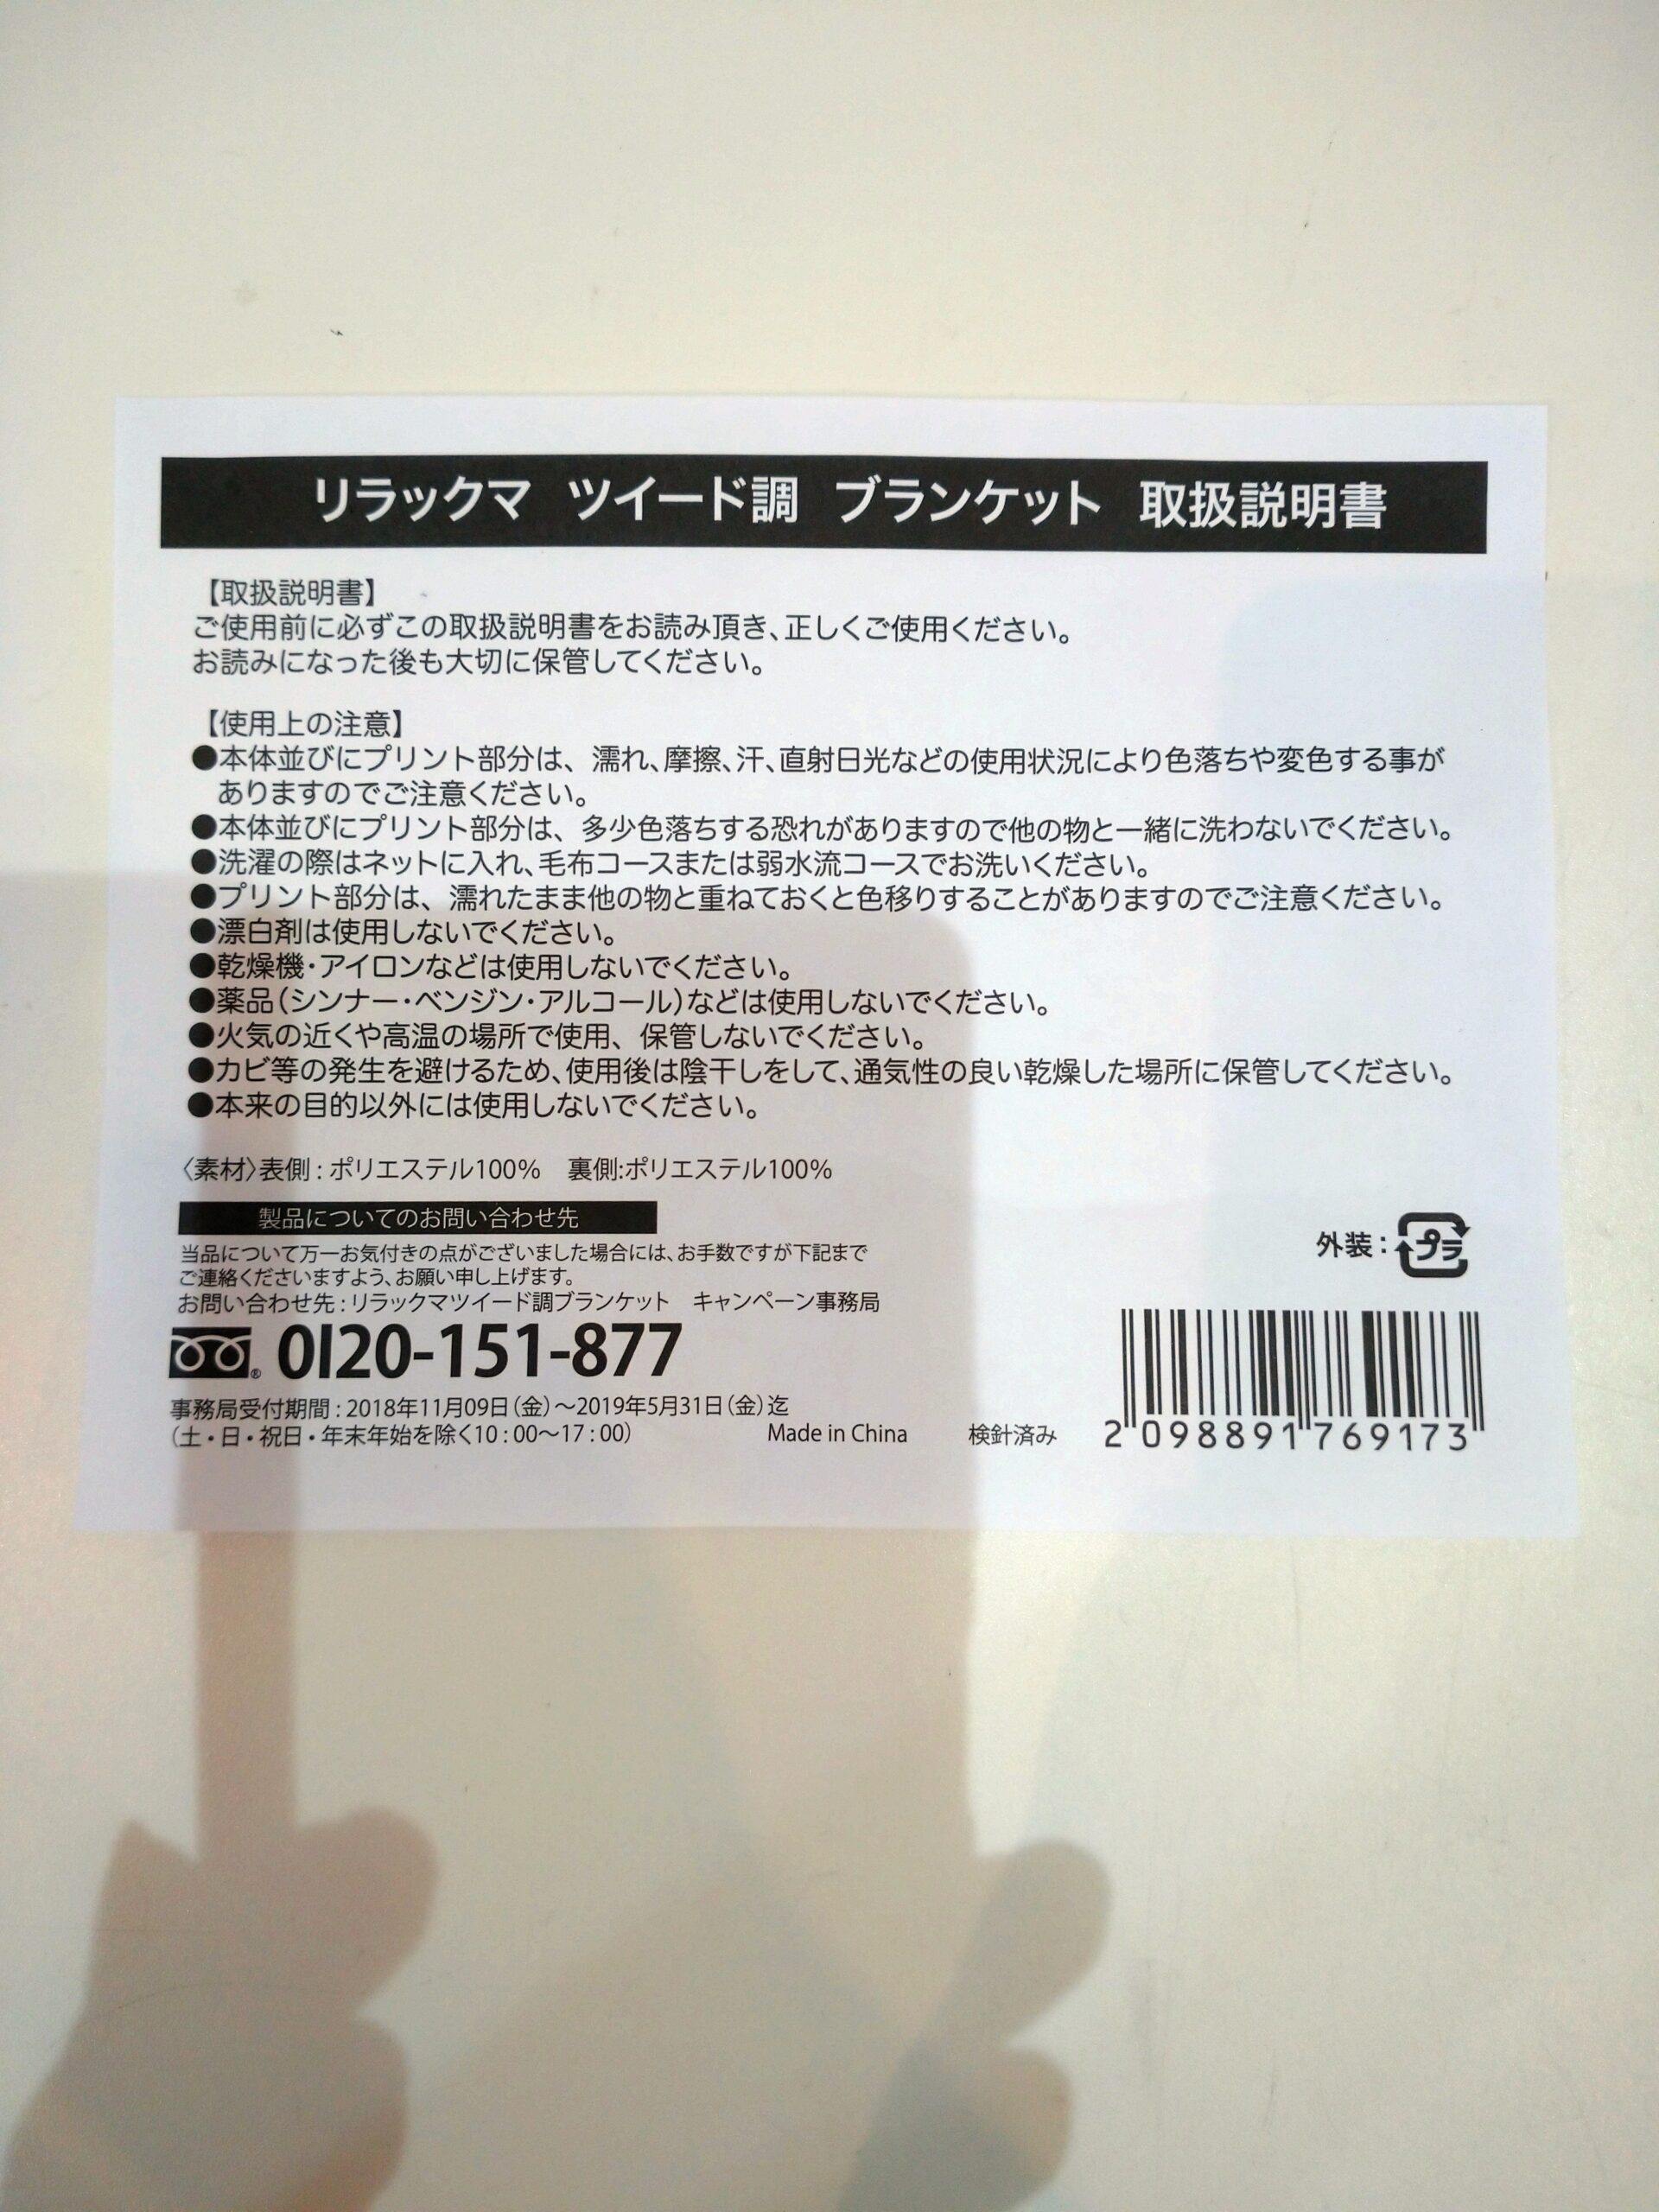 リラックマ ツイード調 ブランケット 取扱説明書
【取扱説明書】
ご使用前に必ずこの取扱説明書をお読み頂き、正しくご使用ください。
お読みになった後も大切に保管してください。
【使用上の注意】
●本体並びにプリント部分は、濡れ、摩擦、汗、直射日光などの使用状況により色落ちや変色する事が
ありますのでご注意ください。
●本体並びにプリント部分は、多少色落ちする恐れがありますので他の物と一緒に洗わないでください。
●洗濯の際はネットに入れ、毛布コースまたは弱水流コースでお洗いください。
●プリント部分は、濡れたまま他の物と重ねておくと色移りすることがありますのでご注意ください。
●漂白剤は使用しないでください。
●乾燥機・アイロンなどは使用しないでください。
●薬品(シンナー・ベンジン・アルコール)などは使用しないでください。
●火気の近くや高温の場所で使用、保管しないでください。
●カビ等の発生を避けるため、使用後は陰干しをして、通気性の良い乾燥した場所に保管してください。
●本来の目的以外には使用しないでください。
〈素材〉表側:ポリエステル100% 裏側:ポリエステル100%
製品についてのお問い合わせ先
当品について万一お気付きの点がございました場合には、お手数ですが下記まで
ご連絡くださいますよう、お願い申し上げます。
お問い合わせ先:リラックマツイード調ブランケット キャンペーン事務局
0120-151-877
事務局受付期間:2018年11月09日(金)~2019年5月31日(金)迄
(土・日・祝日・年末年始を除く10:00~17:00)
Made in China
検針済み
外装:プラ
2 098891 769173